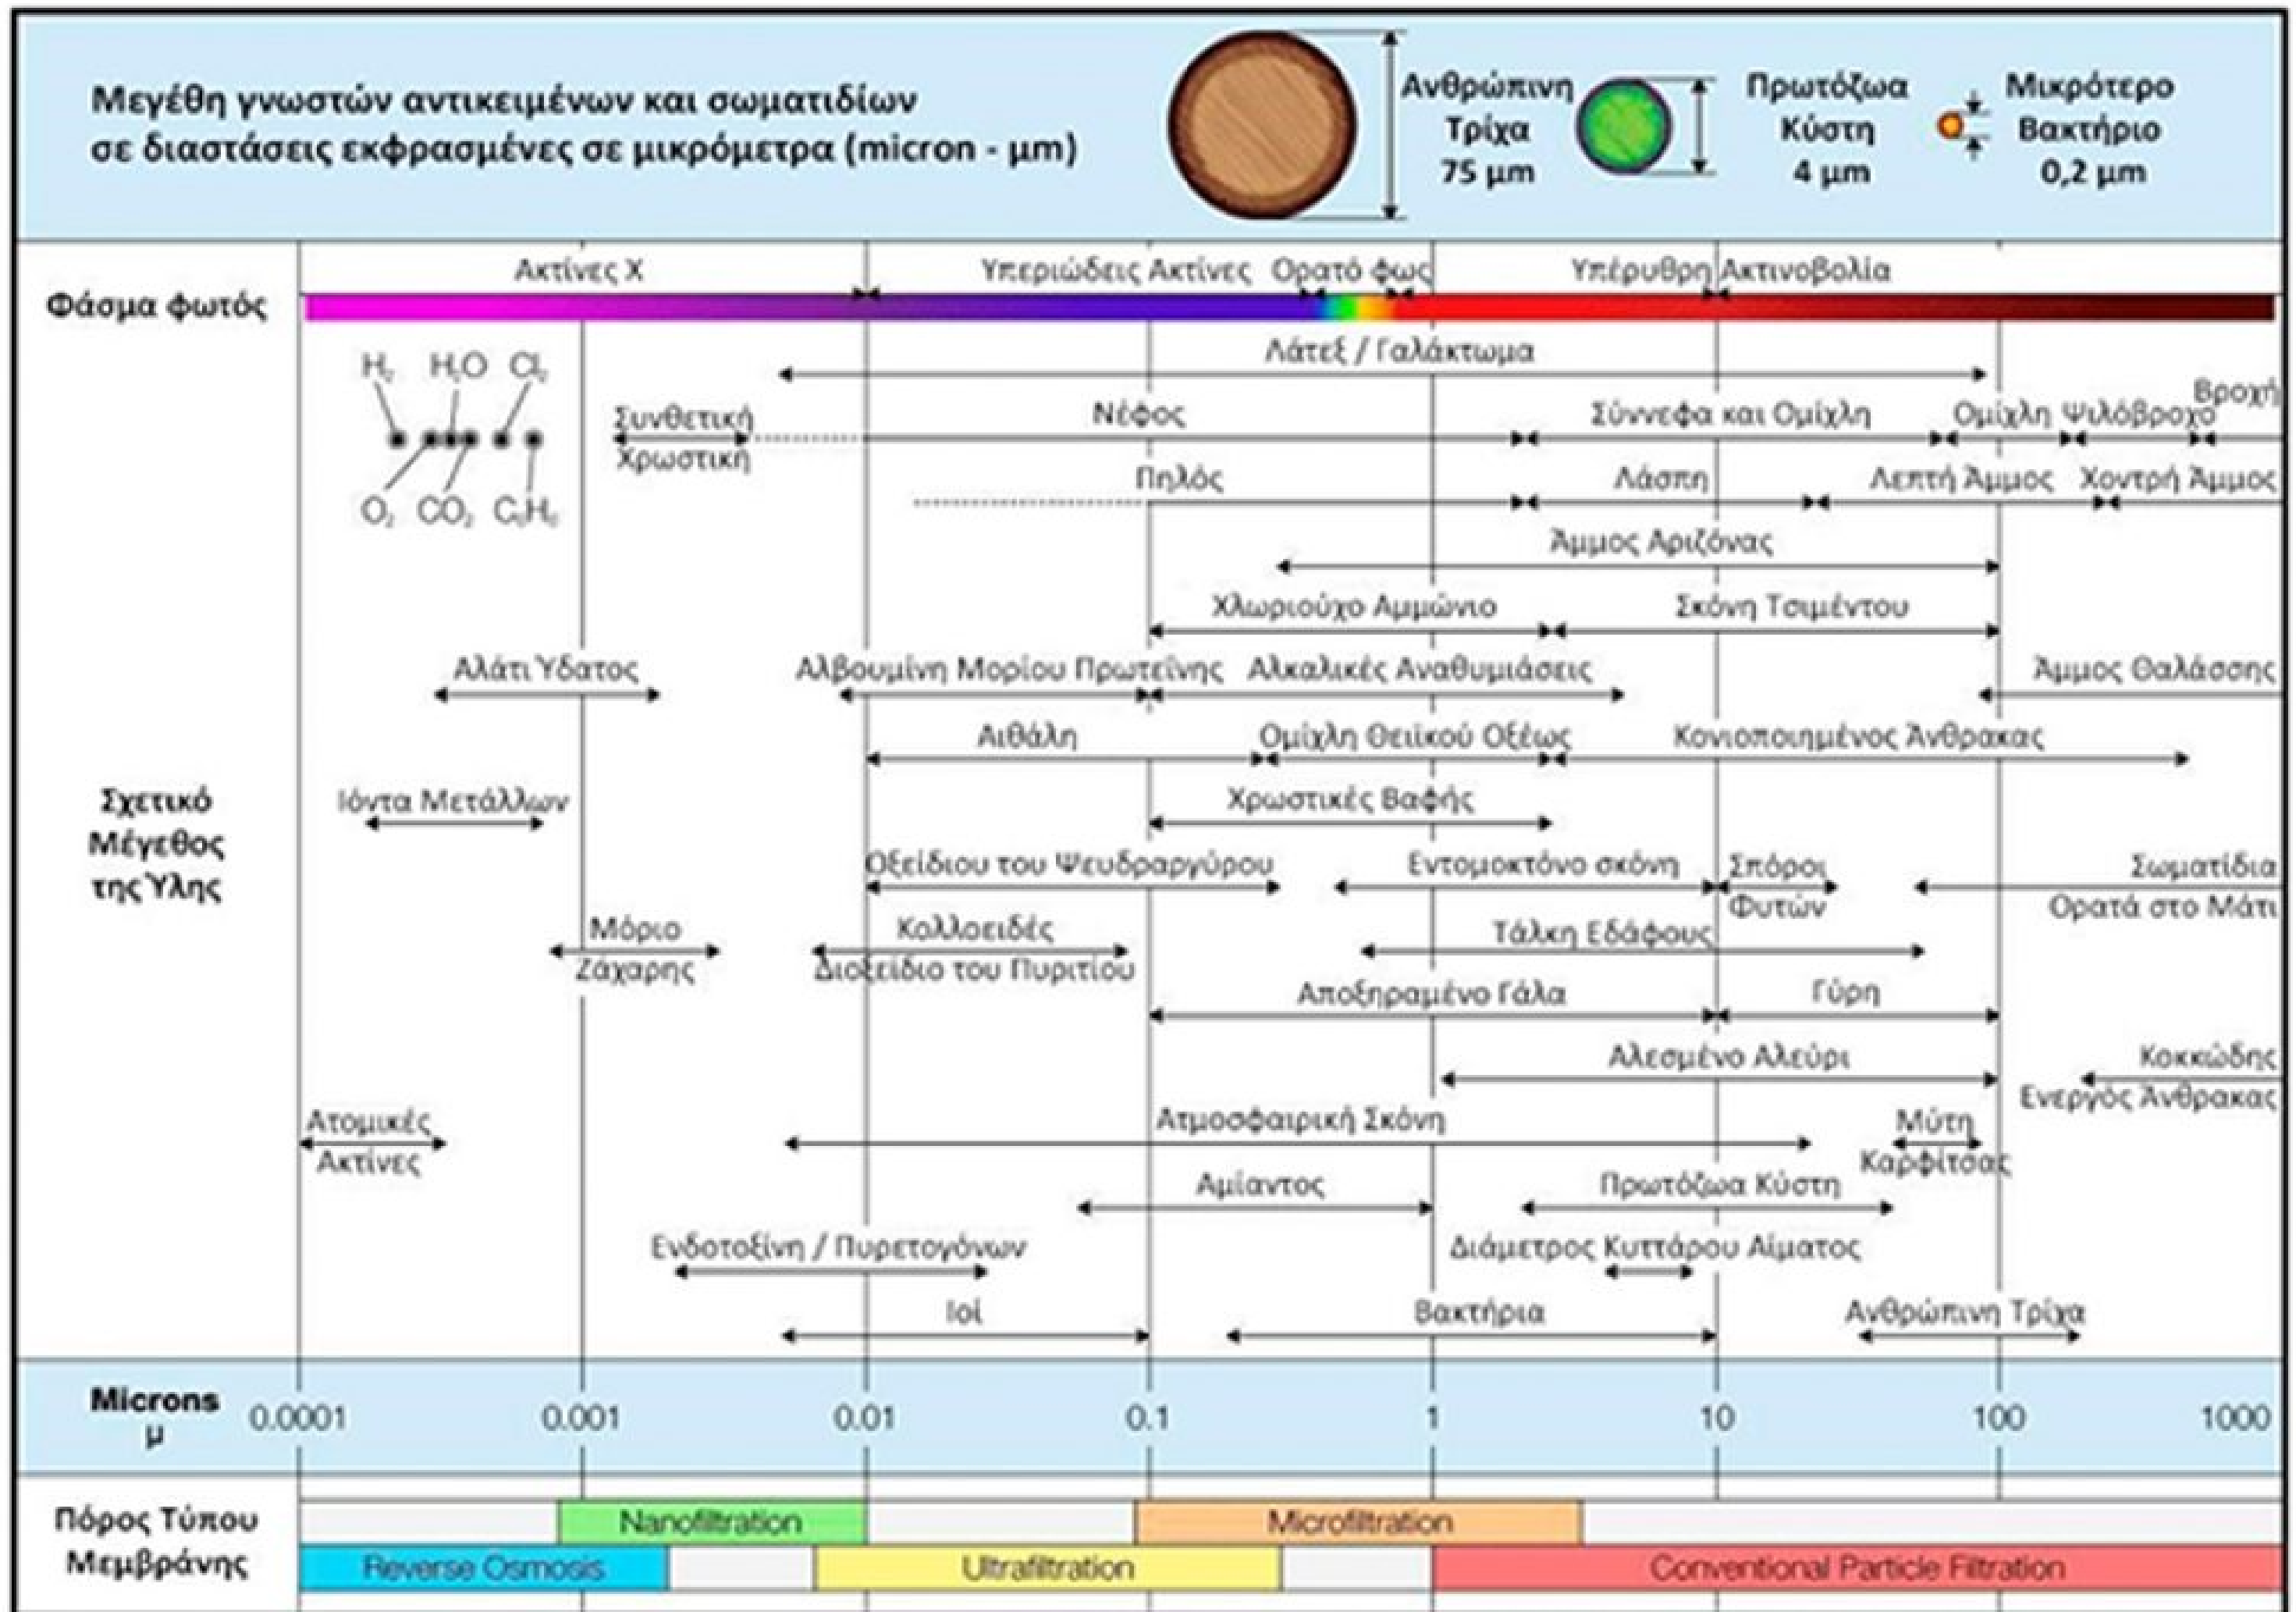 Μεγέθη γνωστών αντικειμένων και σωματιδίων
σε διαστάσεις εκφρασμένες σε μικρόμετρα (micron - μm)
Ανθρώπινη
Τρίχα
75 μm
Πρωτόζωα
Κύστη
4 μm
Μικρότερο
Βακτήριο
0,2 μm
Φάσμα φωτός
Ακτίνες Χ
Υπεριώδεις Ακτίνες
Ορατό φως
Υπέρυθρη Ακτινοβολία
Λάτεξ / Γαλάκτωμα
H₂ H₂O Cl₂
O₂ CO₂ C₆H₆
Συνθετική
Χρωστική
Νέφος
Σύννεφα και Ομίχλη
Ομίχλη
Ψιλόβροχο
Βροχή
Πηλός
Λάσπη
Λεπτή Άμμος
Χοντρή Άμμος
Άμμος Αριζόνας
Χλωριούχο Αμμώνιο
Σκόνη Τσιμέντου
Αλάτι Ύδατος
Αλβουμίνη Μορίου Πρωτεΐνης
Αλκαλικές Αναθυμιάσεις
Άμμος Θαλάσσης
Αιθάλη
Ομίχλη Θειϊκού Οξέως
Κονιοποιημένος Άνθρακας
Σχετικό
Μέγεθος
της Ύλης
Ιόντα Μετάλλων
Χρωστικές Βαφής
Οξείδιου του Ψευδραργύρου
Εντομοκτόνο σκόνη
Σπόροι
Φυτών
Σωματίδια
Ορατά στο Μάτι
Μόριο
Ζάχαρης
Κολλοειδές
Διοξείδιο του Πυριτίου
Τάλκη Εδάφους
Αποξηραμένο Γάλα
Γύρη
Αλεσμένο Αλεύρι
Κοκκώδης
Ενεργός Άνθρακας
Ατομικές
Ακτίνες
Ατμοσφαιρική Σκόνη
Μύτη
Καρφίτσας
Αμίαντος
Πρωτόζωα Κύστη
Ενδοτοξίνη / Πυρετογόνων
Διάμετρος Κυττάρου Αίματος
Ιοί
Βακτήρια
Ανθρώπινη Τρίχα
Microns
μ
0.0001 0.001 0.01 0.1 1 10 100 1000
Πόρος Τύπου
Μεμβράνης
Nanofiltration
Microfiltration
Reverse Osmosis
Ultrafiltration
Conventional Particle Filtration